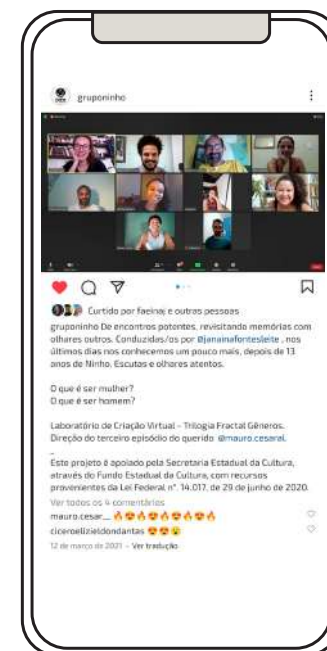 gruponinho
Curtido por faeinaj e outras pessoas
gruponinho De encontros potentes, revisitando memórias com
olhares outros. Conduzidas/os por @janainafontesleite , nos
últimos dias nos conhecemos um pouco mais, depois de 13
anos de Ninho, Escutas e olhares atentos.
O que é ser mulher?
O que é ser homem?
Laboratório de Criação Virtual - Trilogia Fractal Gêneros.
Direção do terceiro episódio do querido @mauro.cesaral.
_
Este projeto é apoiado pela Secretaria Estadual da Cultura,
através do Fundo Estadual da Cultura, com recursos
provenientes da Lei Federal n°. 14.017, de 29 de junho de 2020.
Ver todos os 4 comentários
mauro.cesar__ 🔥😍🔥😍🔥😍🔥😍🔥
ciceroelizieldondantas 😍😍😮
12 de março de 2021 - Ver tradução